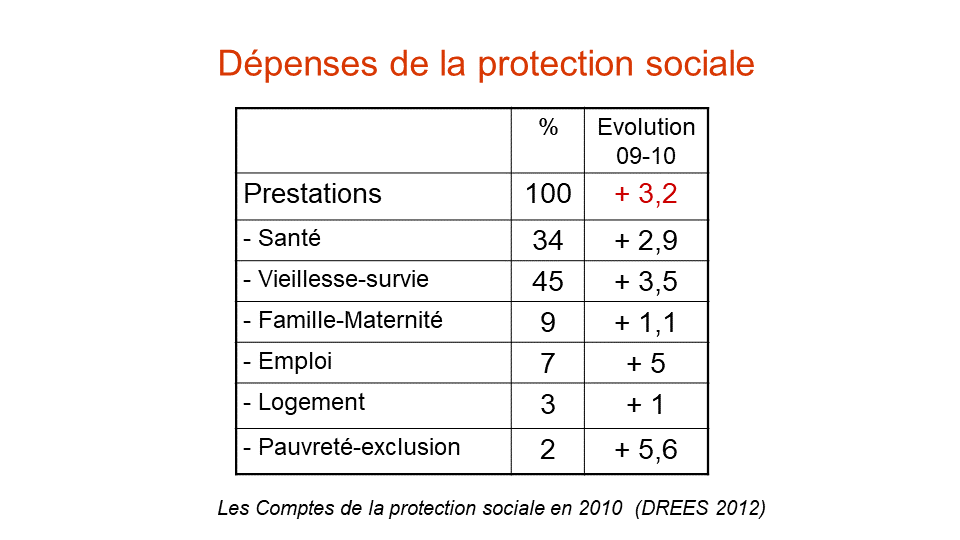 Dépenses de la protection sociale
% Evolution
09-10
Prestations 100 + 3,2
- Santé 34 + 2,9
- Vieillesse-survie 45 + 3,5
- Famille-Maternité 9 + 1,1
- Emploi 7 + 5
- Logement 3 + 1
- Pauvreté-exclusion 2 + 5,6
Les Comptes de la protection sociale en 2010 (DREES 2012)